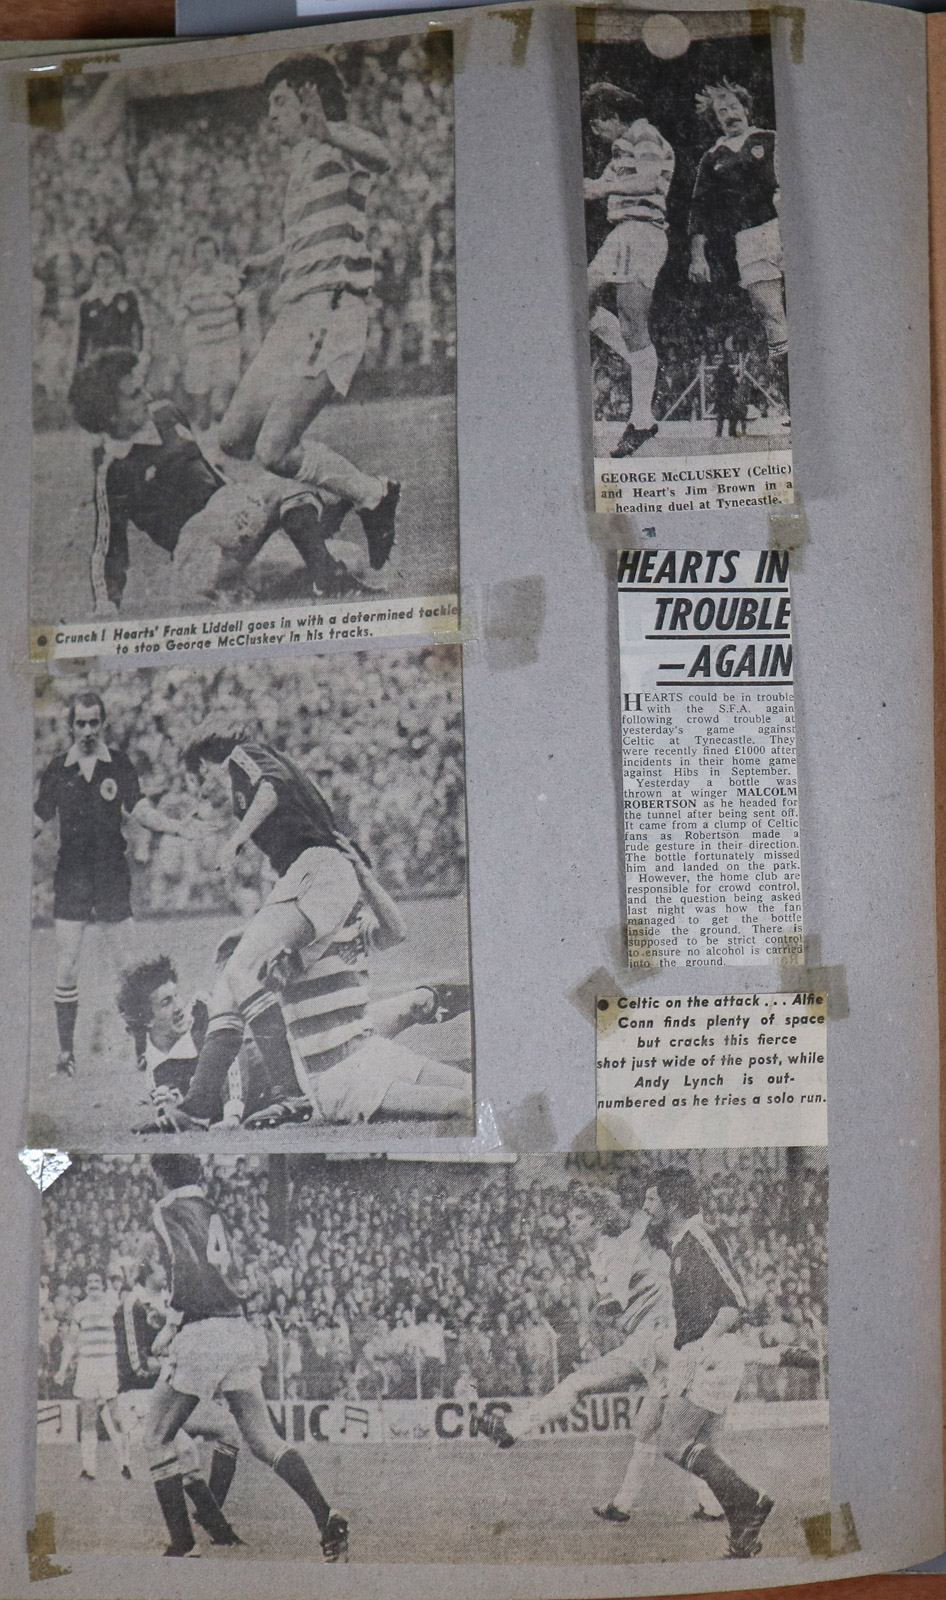 ● Crunch! Hearts' Frank Liddell goes in with a determined tackle
to stop George McCluskey in his tracks.
GEORGE McCLUSKEY (Celtic)
and Heart's Jim Brown in a
heading duel at Tynecastle.
HEARTS IN
TROUBLE
—AGAIN
HEARTS could be in trouble
with the S.F.A. again
following crowd trouble at
yesterday's game against
Celtic at Tynecastle. They
were recently fined £1000 after
incidents in their home game
against Hibs in September.
Yesterday a bottle was
thrown at winger MALCOLM
ROBERTSON as he headed for
the tunnel after being sent off.
It came from a clump of Celtic
fans as Robertson made a
rude gesture in their direction.
The bottle fortunately missed
him and landed on the park.
However, the home club are
responsible for crowd control,
and the question being asked
last night was how the fan
managed to get the bottle
inside the ground. There is
supposed to be strict control
to ensure no alcohol is carried
into the ground.
● Celtic on the attack . . . Alfie
Conn finds plenty of space
but cracks this fierce
shot just wide of the post, while
Andy Lynch is out-
numbered as he tries a solo run.
4
NIC
CIS INSUR